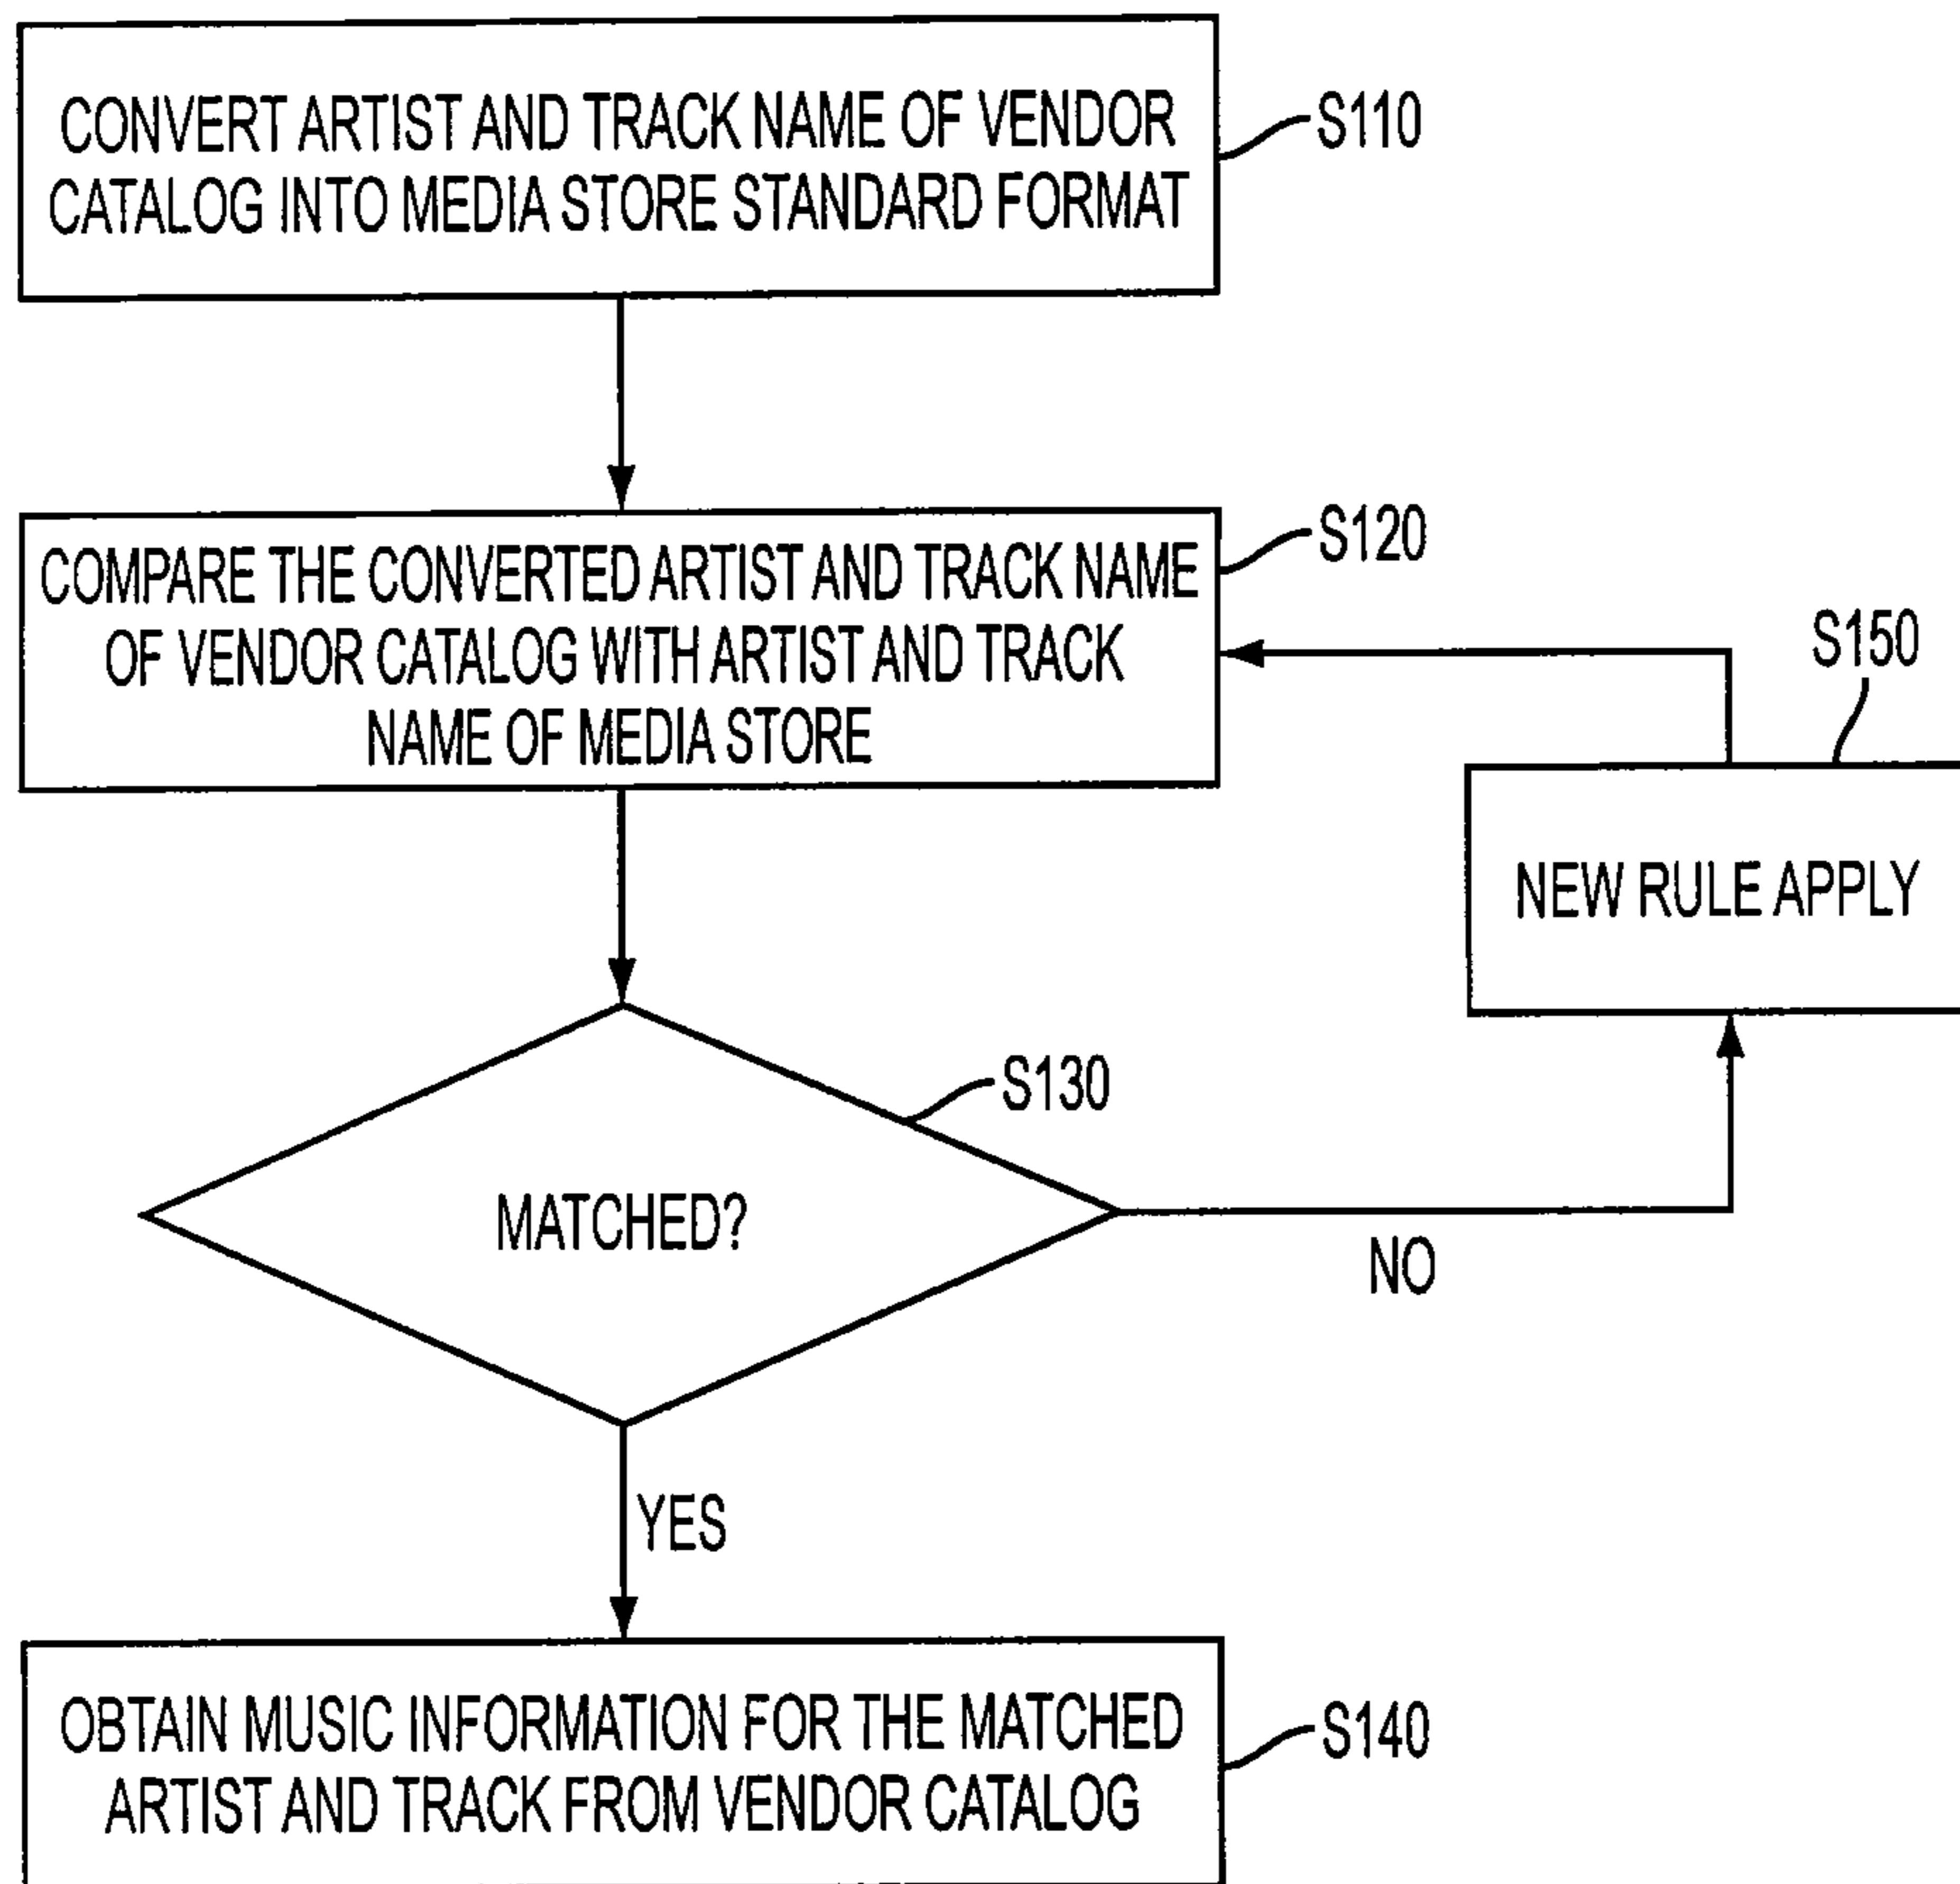 CONVERT ARTIST AND TRACK NAME OF VENDOR
CATALOG INTO MEDIA STORE STANDARD FORMAT
S110
COMPARE THE CONVERTED ARTIST AND TRACK NAME
OF VENDOR CATALOG WITH ARTIST AND TRACK
NAME OF MEDIA STORE
S120
S150
NEW RULE APPLY
S130
MATCHED?
NO
YES
OBTAIN MUSIC INFORMATION FOR THE MATCHED
ARTIST AND TRACK FROM VENDOR CATALOG
S140